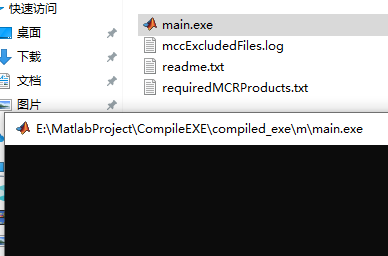 快速访问
桌面
下载
文档
图片
main.exe
mccExcludedFiles.log
readme.txt
requiredMCRProducts.txt
E:\MatlabProject\CompileEXE\compiled_exe\m\main.exe